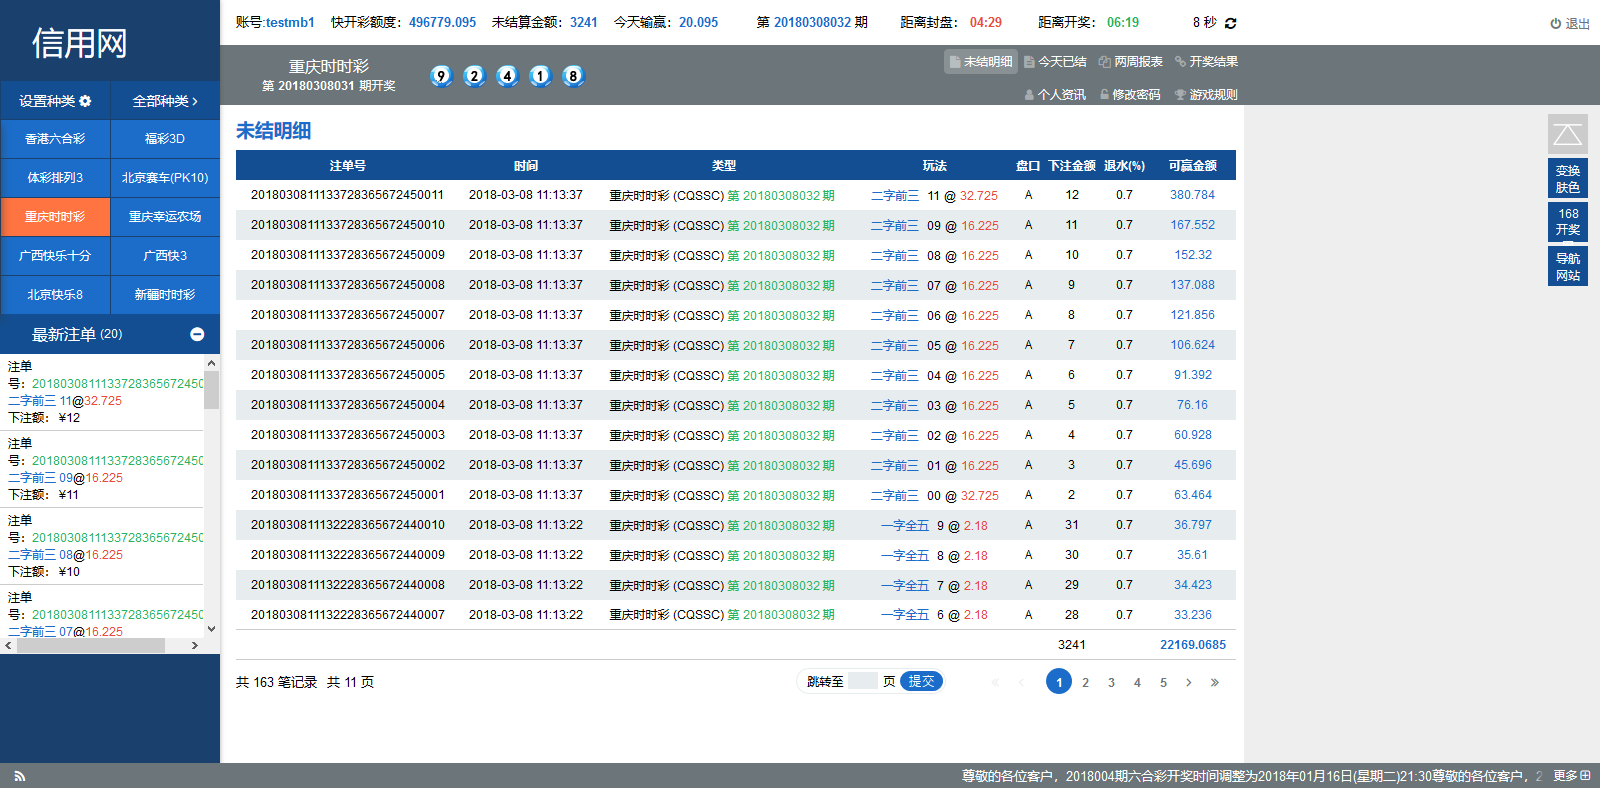 信用网
账号:testmb1 快开彩额度：496779.095 未结算金额：3241 今天输赢：20.095 第 20180308032 期 距离封盘： 04:29 距离开奖： 06:19 8 秒
退出
重庆时时彩
第 20180308031 期开奖
9 2 4 1 8
未结明细 今天已结 两周报表 开奖结果
个人资讯 修改密码 游戏规则
设置种类 全部种类
香港六合彩 福彩3D
体彩排列3 北京赛车(PK10)
重庆时时彩 重庆幸运农场
广西快乐十分 广西快3
北京快乐8 新疆时时彩
最新注单 (20)
注单
号：2018030811133728365672450
二字前三 11@32.725
下注额： ¥12
注单
号：2018030811133728365672450
二字前三 09@16.225
下注额： ¥11
注单
号：2018030811133728365672450
二字前三 08@16.225
下注额： ¥10
注单
号：2018030811133728365672450
二字前三 07@16.225
未结明细
注单号 时间 类型 玩法 盘口 下注金额 退水(%) 可赢金额
2018030811133728365672450011 2018-03-08 11:13:37 重庆时时彩 (CQSSC) 第 20180308032 期 二字前三 11 @ 32.725 A 12 0.7 380.784
2018030811133728365672450010 2018-03-08 11:13:37 重庆时时彩 (CQSSC) 第 20180308032 期 二字前三 09 @ 16.225 A 11 0.7 167.552
2018030811133728365672450009 2018-03-08 11:13:37 重庆时时彩 (CQSSC) 第 20180308032 期 二字前三 08 @ 16.225 A 10 0.7 152.32
2018030811133728365672450008 2018-03-08 11:13:37 重庆时时彩 (CQSSC) 第 20180308032 期 二字前三 07 @ 16.225 A 9 0.7 137.088
2018030811133728365672450007 2018-03-08 11:13:37 重庆时时彩 (CQSSC) 第 20180308032 期 二字前三 06 @ 16.225 A 8 0.7 121.856
2018030811133728365672450006 2018-03-08 11:13:37 重庆时时彩 (CQSSC) 第 20180308032 期 二字前三 05 @ 16.225 A 7 0.7 106.624
2018030811133728365672450005 2018-03-08 11:13:37 重庆时时彩 (CQSSC) 第 20180308032 期 二字前三 04 @ 16.225 A 6 0.7 91.392
2018030811133728365672450004 2018-03-08 11:13:37 重庆时时彩 (CQSSC) 第 20180308032 期 二字前三 03 @ 16.225 A 5 0.7 76.16
2018030811133728365672450003 2018-03-08 11:13:37 重庆时时彩 (CQSSC) 第 20180308032 期 二字前三 02 @ 16.225 A 4 0.7 60.928
2018030811133728365672450002 2018-03-08 11:13:37 重庆时时彩 (CQSSC) 第 20180308032 期 二字前三 01 @ 16.225 A 3 0.7 45.696
2018030811133728365672450001 2018-03-08 11:13:37 重庆时时彩 (CQSSC) 第 20180308032 期 二字前三 00 @ 32.725 A 2 0.7 63.464
2018030811132228365672440010 2018-03-08 11:13:22 重庆时时彩 (CQSSC) 第 20180308032 期 一字全五 9 @ 2.18 A 31 0.7 36.797
2018030811132228365672440009 2018-03-08 11:13:22 重庆时时彩 (CQSSC) 第 20180308032 期 一字全五 8 @ 2.18 A 30 0.7 35.61
2018030811132228365672440008 2018-03-08 11:13:22 重庆时时彩 (CQSSC) 第 20180308032 期 一字全五 7 @ 2.18 A 29 0.7 34.423
2018030811132228365672440007 2018-03-08 11:13:22 重庆时时彩 (CQSSC) 第 20180308032 期 一字全五 6 @ 2.18 A 28 0.7 33.236
3241 22169.0685
共 163 笔记录 共 11 页 跳转至 页 提交 « ‹ 1 2 3 4 5 › »
变换
肤色
168
开奖
导航
网站
尊敬的各位客户，2018004期六合彩开奖时间调整为2018年01月16日(星期二)21:30尊敬的各位客户，2 更多